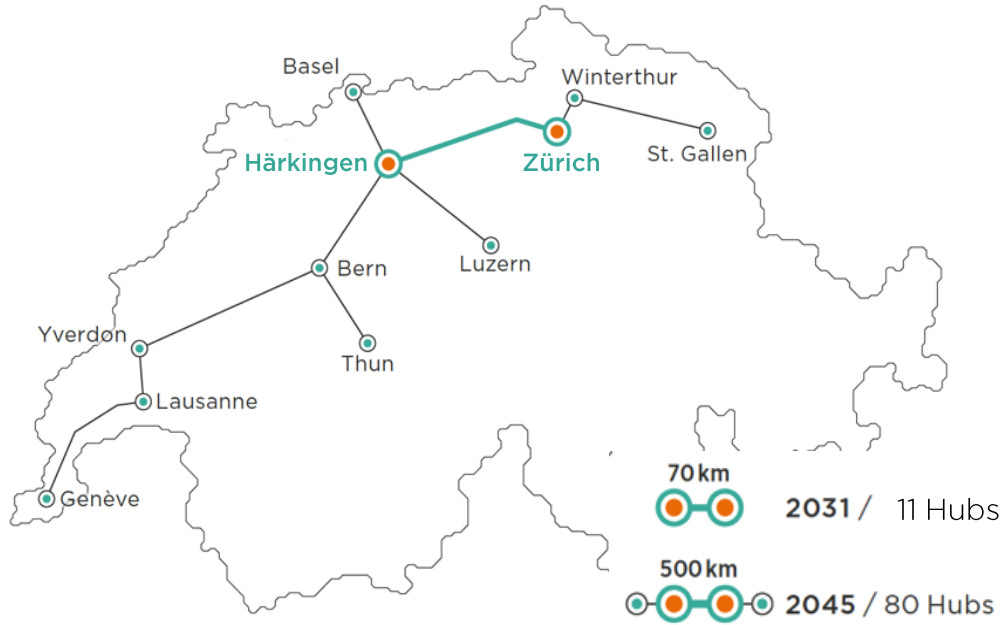 Basel
Winterthur
Härkingen
Zürich
St. Gallen
Luzern
Bern
Yverdon
Thun
Lausanne
Genève
70 km
2031 / 11 Hubs
500 km
2045 / 80 Hubs